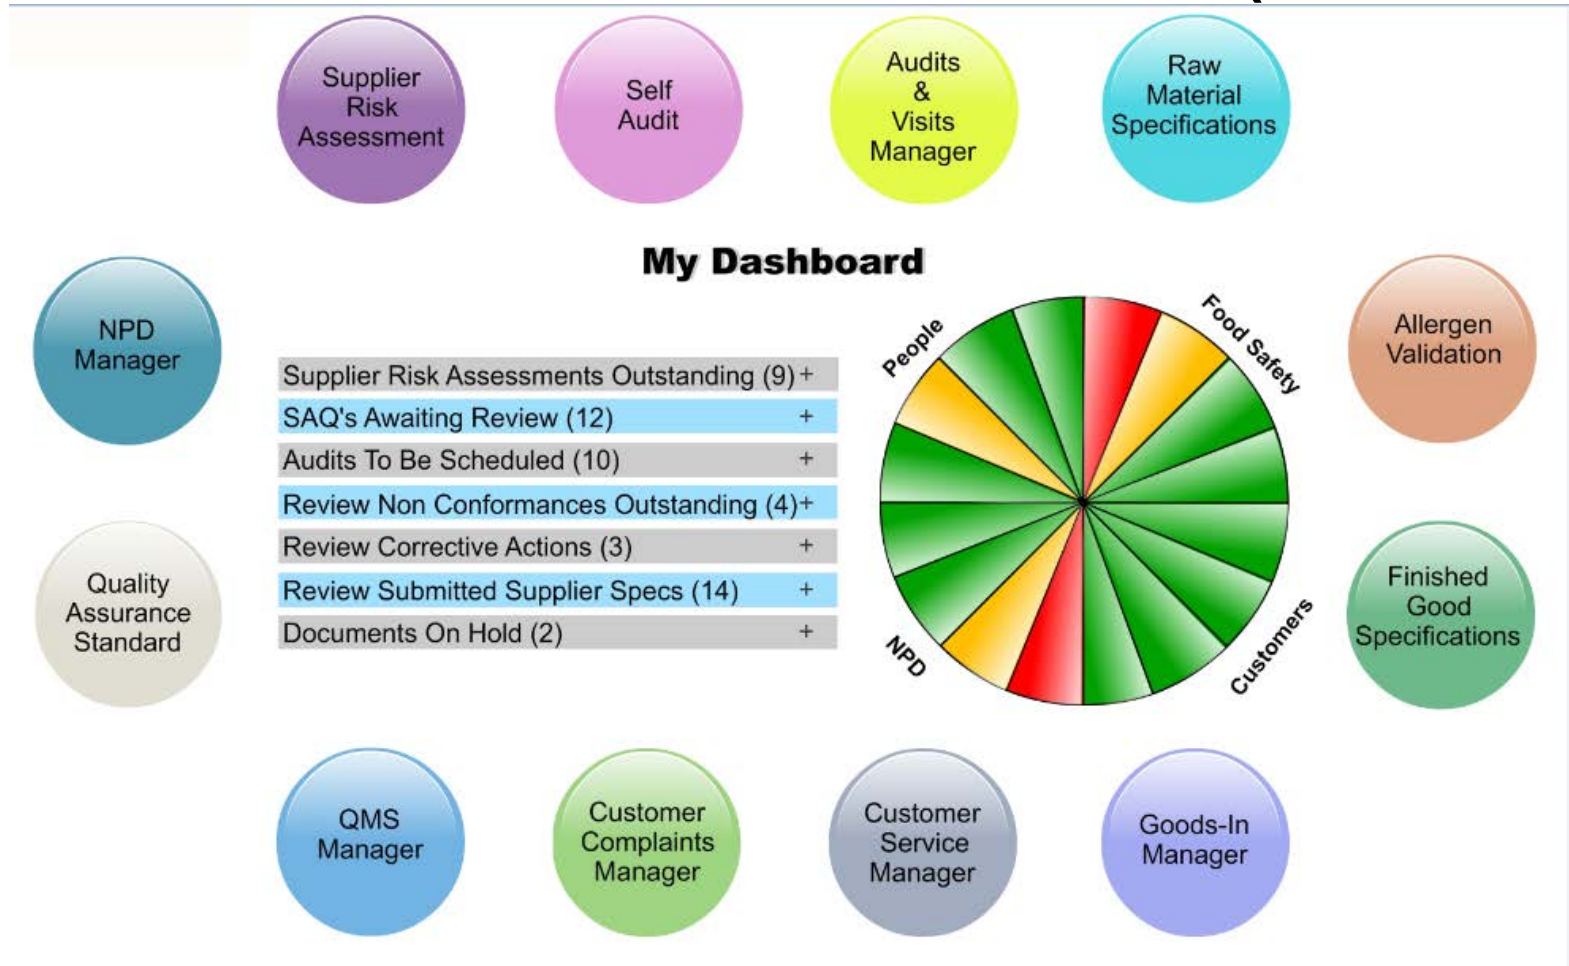 Supplier
Risk
Assessment
Self
Audit
Audits
&
Visits
Manager
Raw
Material
Specifications
My Dashboard
NPD
Manager
Supplier Risk Assessments Outstanding (9) +
SAQ's Awaiting Review (12) +
Audits To Be Scheduled (10) +
Review Non Conformances Outstanding (4) +
Review Corrective Actions (3) +
Review Submitted Supplier Specs (14) +
Documents On Hold (2) +
People
Food Safety
NPD
Customers
Allergen
Validation
Quality
Assurance
Standard
Finished
Good
Specifications
QMS
Manager
Customer
Complaints
Manager
Customer
Service
Manager
Goods-In
Manager